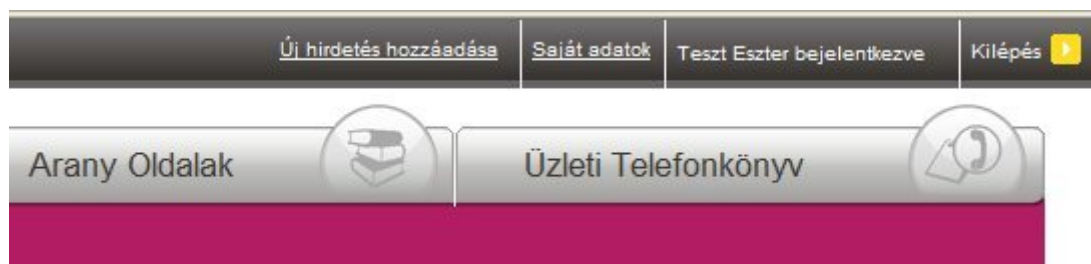 Új hirdetés hozzáadása Saját adatok Teszt Eszter bejelentkezve Kilépés
Arany Oldalak Üzleti Telefonkönyv